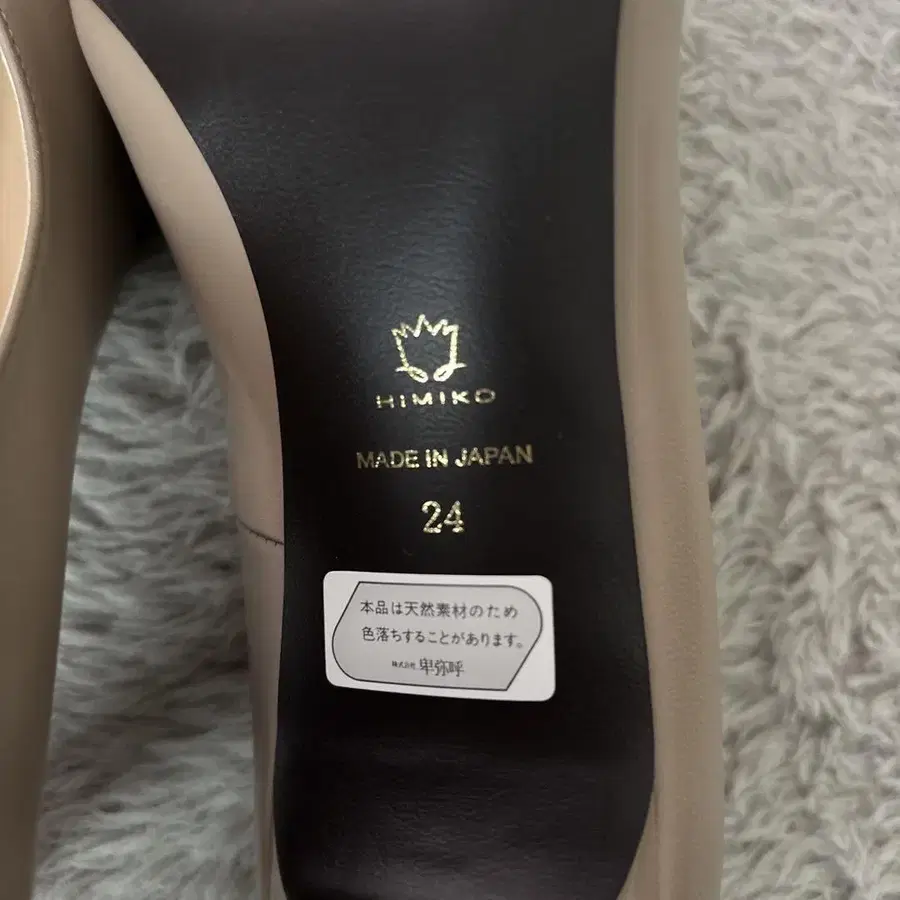 HIMIKO
MADE IN JAPAN
24
本品は天然素材のため
色落ちすることがあります。
株式会社 卑弥呼